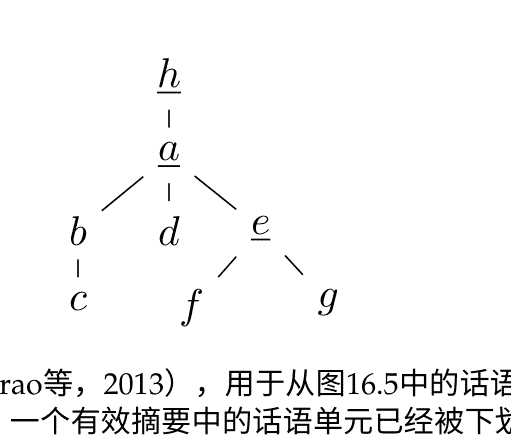 h
a
b d e
c f g
rao等，2013），用于从图16.5中的话语
一个有效摘要中的话语单元已经被下划